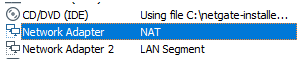 CD/DVD (IDE) Using file C:\netgate-installe...
Network Adapter NAT
Network Adapter 2 LAN Segment